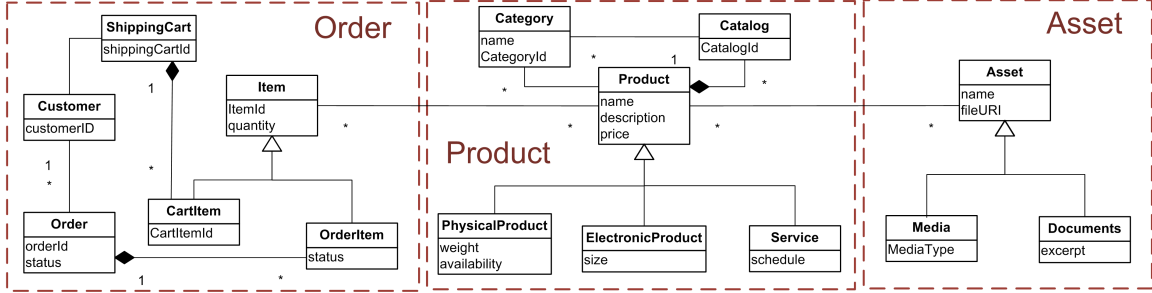 Order
ShippingCart
shippingCartId
1
Item
ItemId
quantity
*
Customer
customerID
1
*
*
CartItem
CartItemId
Order
orderId
status
1
*
OrderItem
status
Product
Category
name
CategoryId
*
*
Catalog
CatalogId
1
*
Product
name
description
price
*
*
PhysicalProduct
weight
availability
ElectronicProduct
size
Service
schedule
Asset
Asset
name
fileURI
*
Media
MediaType
Documents
excerpt